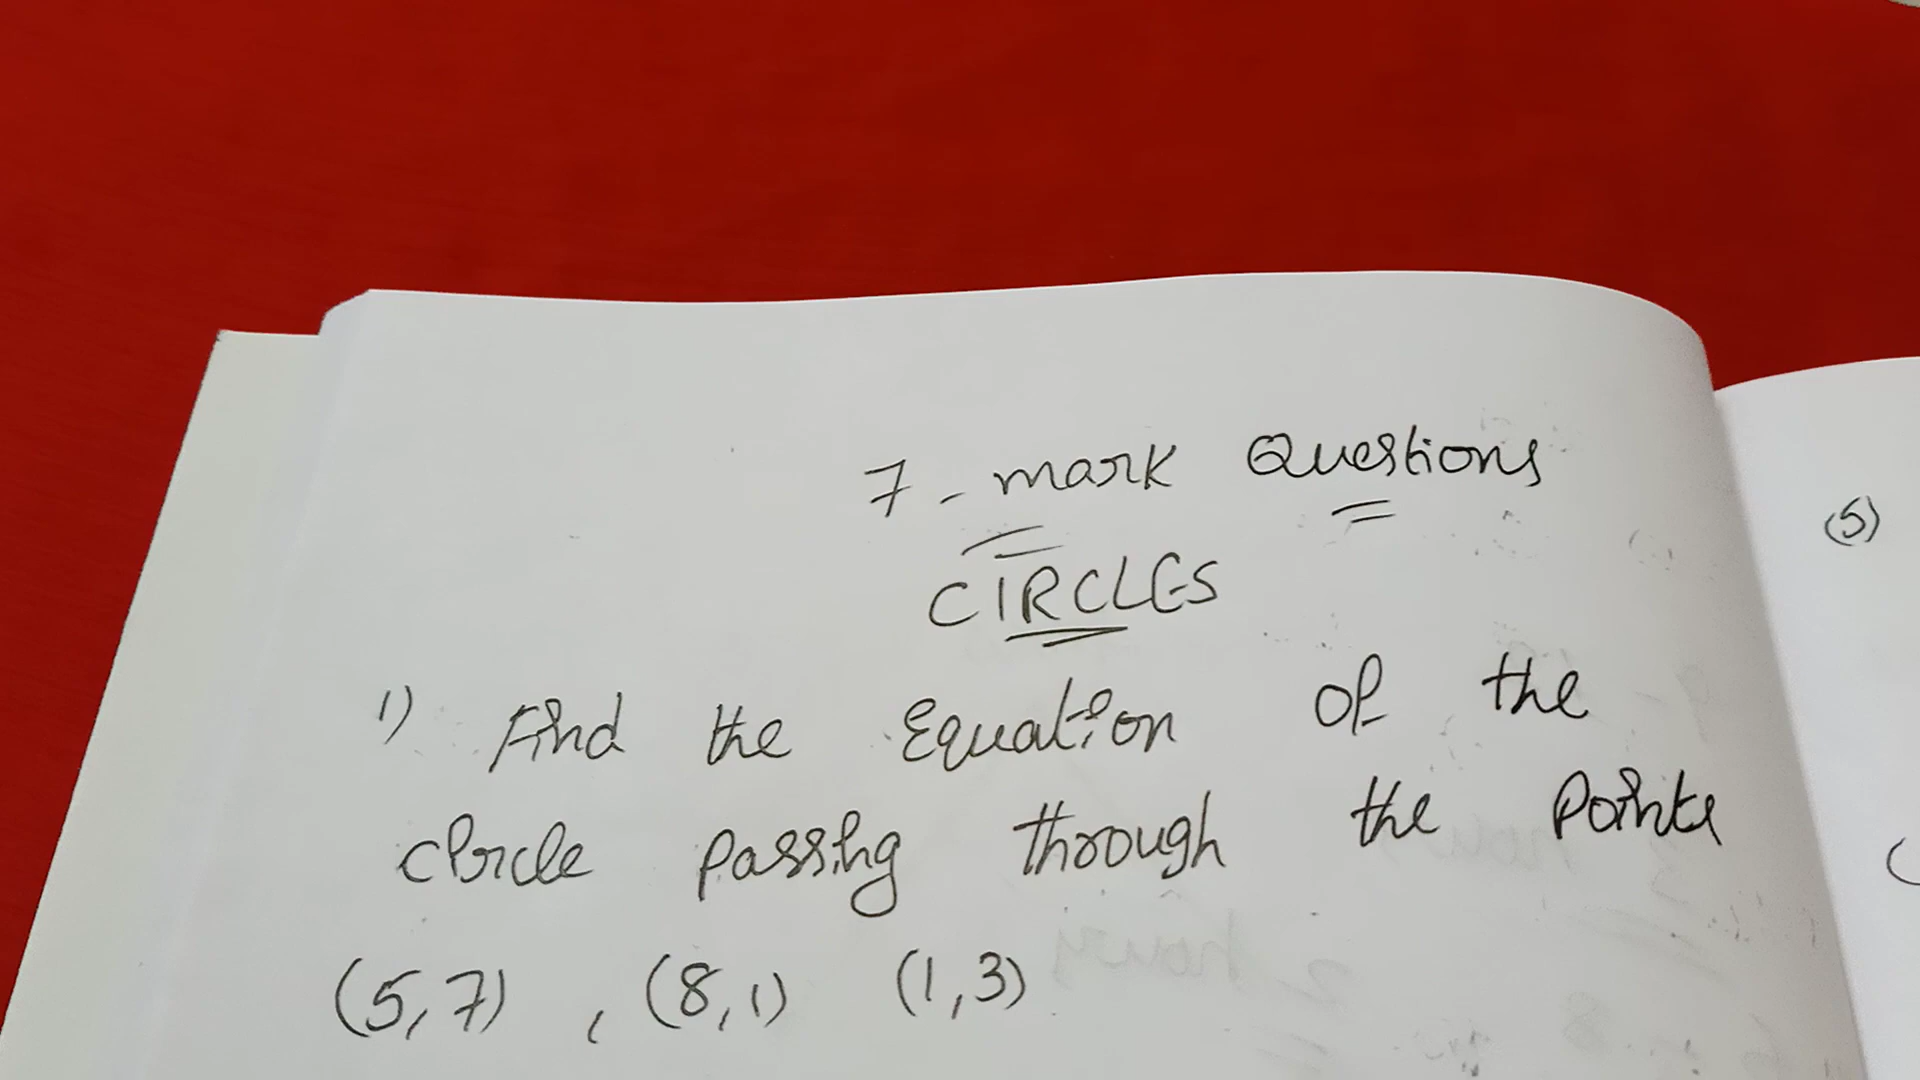 7 - mark Questions
CIRCLES
1) Find the Equation of the
circle passing through the points
(5,7) , (8,1) (1,3)
(5)